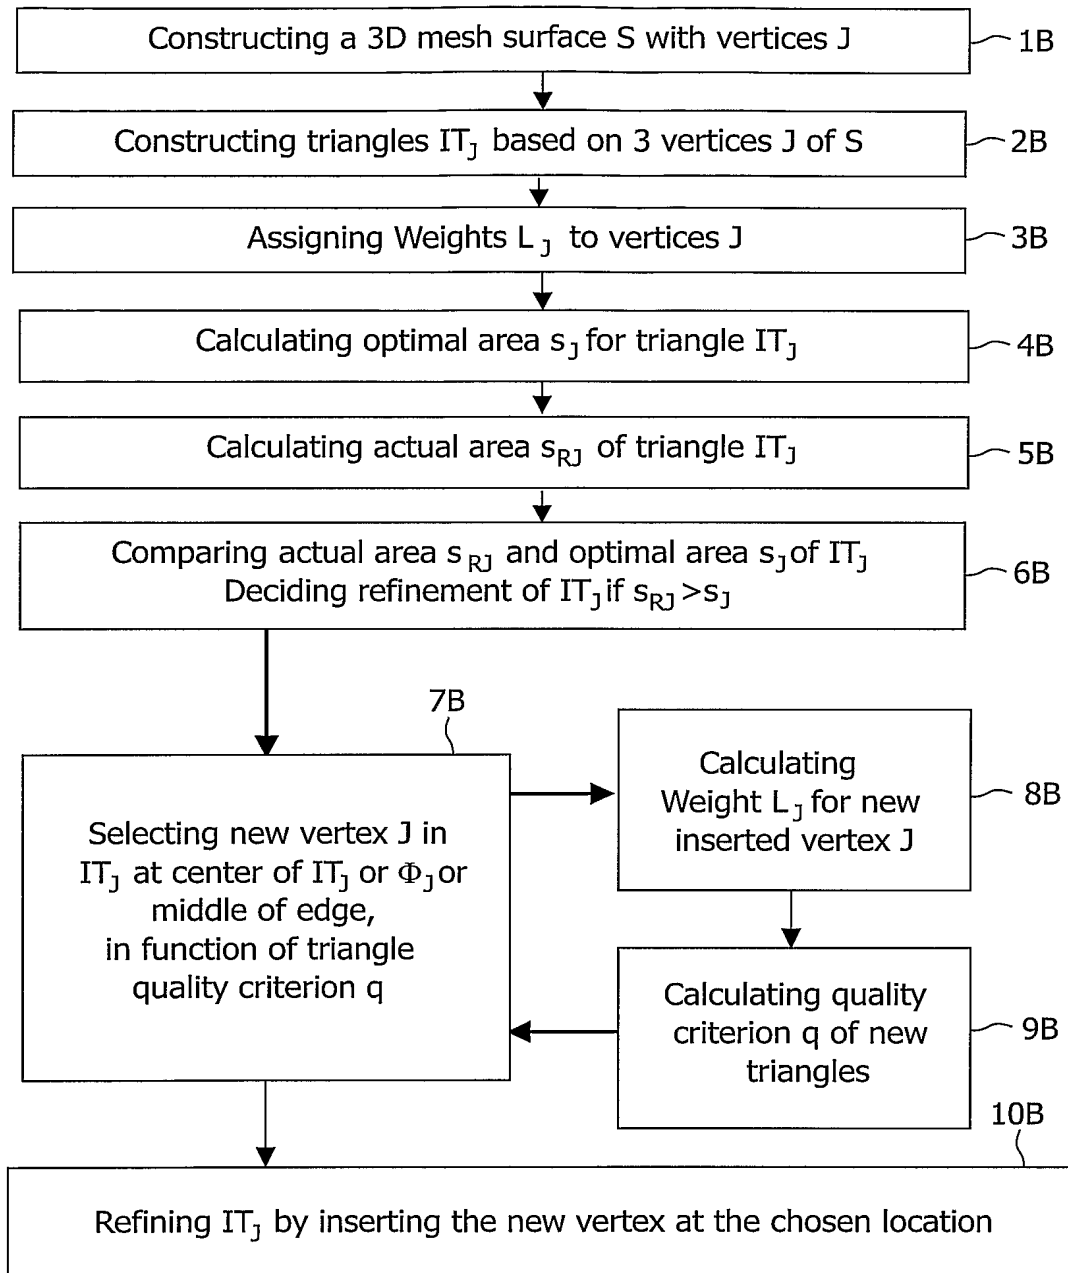 Constructing a 3D mesh surface S with vertices J
1B
Constructing triangles IT_J based on 3 vertices J of S
2B
Assigning Weights L_J to vertices J
3B
Calculating optimal area s_J for triangle IT_J
4B
Calculating actual area s_RJ of triangle IT_J
5B
Comparing actual area s_RJ and optimal area s_J of IT_J
Deciding refinement of IT_J if s_RJ >s_J
6B
7B
Selecting new vertex J in
IT_J at center of IT_J or Φ_J or
middle of edge,
in function of triangle
quality criterion q
Calculating
Weight L_J for new
inserted vertex J
8B
Calculating quality
criterion q of new
triangles
9B
10B
Refining IT_J by inserting the new vertex at the chosen location